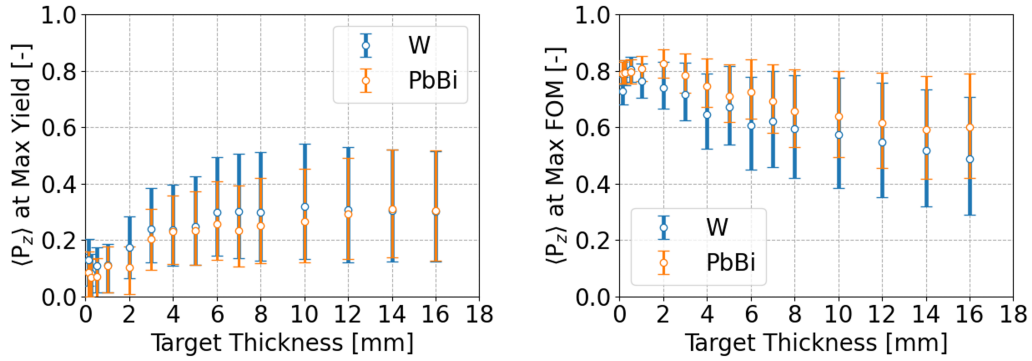 ⟨Pz⟩ at Max Yield [-]
1.0
0.8
0.6
0.4
0.2
0.0
0 2 4 6 8 10 12 14 16 18
Target Thickness [mm]
W
PbBi
⟨Pz⟩ at Max FOM [-]
1.0
0.8
0.6
0.4
0.2
0.0
0 2 4 6 8 10 12 14 16 18
Target Thickness [mm]
W
PbBi